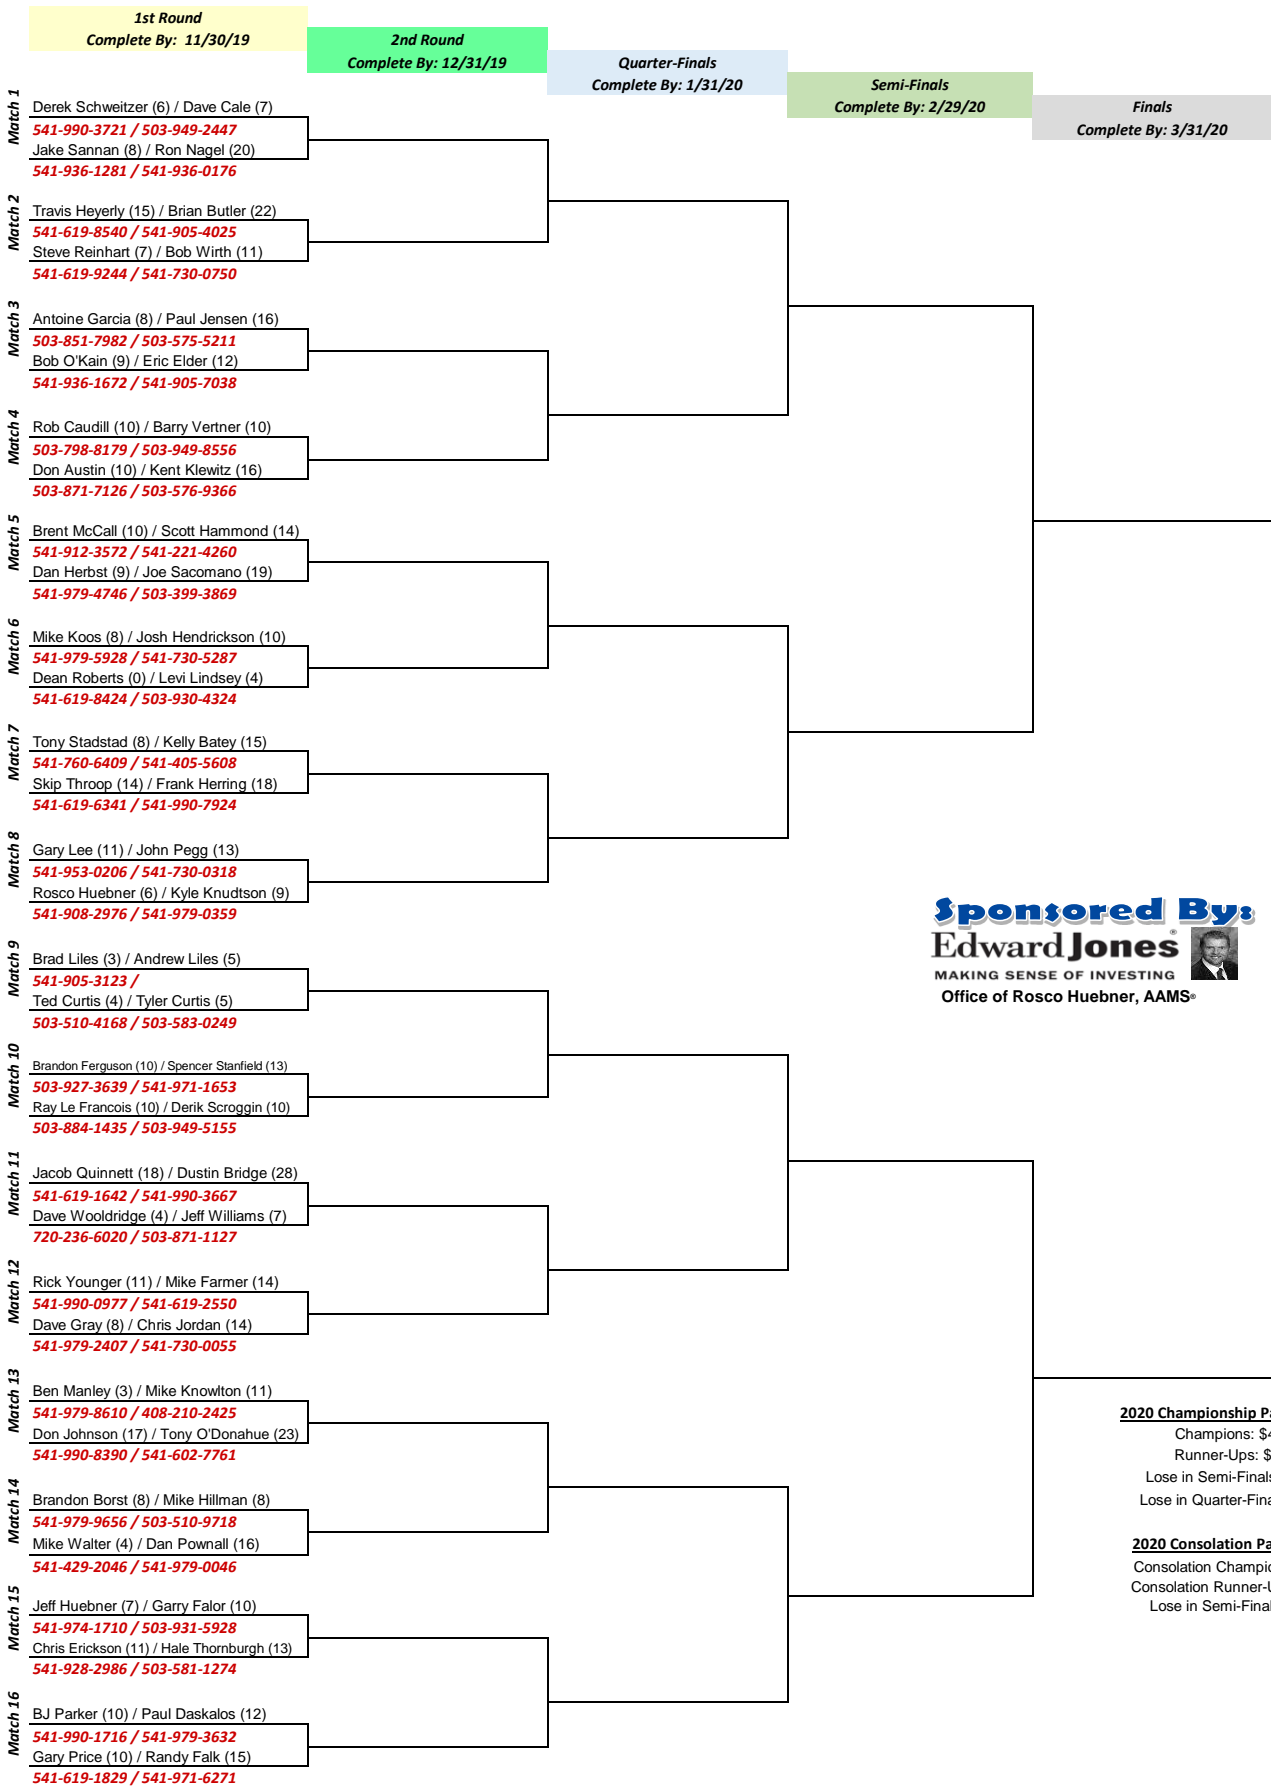 1st Round
Complete By:  11/30/19
2nd Round
Complete By: 12/31/19
Quarter-Finals
Complete By: 1/31/20
Semi-Finals
Complete By: 2/29/20
Finals
Complete By: 3/31/20
Match 1
Derek Schweitzer (6) / Dave Cale (7)
541-990-3721 / 503-949-2447
Jake Sannan (8) / Ron Nagel (20)
541-936-1281 / 541-936-0176
Match 2
Travis Heyerly (15) / Brian Butler (22)
541-619-8540 / 541-905-4025
Steve Reinhart (7) / Bob Wirth (11)
541-619-9244 / 541-730-0750
Match 3
Antoine Garcia (8) / Paul Jensen (16)
503-851-7982 / 503-575-5211
Bob O'Kain (9) / Eric Elder (12)
541-936-1672 / 541-905-7038
Match 4
Rob Caudill (10) / Barry Vertner (10)
503-798-8179 / 503-949-8556
Don Austin (10) / Kent Klewitz (16)
503-871-7126 / 503-576-9366
Match 5
Brent McCall (10) / Scott Hammond (14)
541-912-3572 / 541-221-4260
Dan Herbst (9) / Joe Sacomano (19)
541-979-4746 / 503-399-3869
Match 6
Mike Koos (8) / Josh Hendrickson (10)
541-979-5928 / 541-730-5287
Dean Roberts (0) / Levi Lindsey (4)
541-619-8424 / 503-930-4324
Match 7
Tony Stadstad (8) / Kelly Batey (15)
541-760-6409 / 541-405-5608
Skip Throop (14) / Frank Herring (18)
541-619-6341 / 541-990-7924
Match 8
Gary Lee (11) / John Pegg (13)
541-953-0206 / 541-730-0318
Rosco Huebner (6) / Kyle Knudtson (9)
541-908-2976 / 541-979-0359
Sponsored By:
Edward Jones®
MAKING SENSE OF INVESTING
Office of Rosco Huebner, AAMS®
Match 9
Brad Liles (3) / Andrew Liles (5)
541-905-3123 /
Ted Curtis (4) / Tyler Curtis (5)
503-510-4168 / 503-583-0249
Match 10
Brandon Ferguson (10) / Spencer Stanfield (13)
503-927-3639 / 541-971-1653
Ray Le Francois (10) / Derik Scroggin (10)
503-884-1435 / 503-949-5155
Match 11
Jacob Quinnett (18) / Dustin Bridge (28)
541-619-1642 / 541-990-3667
Dave Wooldridge (4) / Jeff Williams (7)
720-236-6020 / 503-871-1127
Match 12
Rick Younger (11) / Mike Farmer (14)
541-990-0977 / 541-619-2550
Dave Gray (8) / Chris Jordan (14)
541-979-2407 / 541-730-0055
Match 13
Ben Manley (3) / Mike Knowlton (11)
541-979-8610 / 408-210-2425
Don Johnson (17) / Tony O'Donahue (23)
541-990-8390 / 541-602-7761
Match 14
Brandon Borst (8) / Mike Hillman (8)
541-979-9656 / 503-510-9718
Mike Walter (4) / Dan Pownall (16)
541-429-2046 / 541-979-0046
Match 15
Jeff Huebner (7) / Garry Falor (10)
541-974-1710 / 503-931-5928
Chris Erickson (11) / Hale Thornburgh (13)
541-928-2986 / 503-581-1274
Match 16
BJ Parker (10) / Paul Daskalos (12)
541-990-1716 / 541-979-3632
Gary Price (10) / Randy Falk (15)
541-619-1829 / 541-971-6271
2020 Championship Pa
Champions: $4
Runner-Ups: $
Lose in Semi-Finals
Lose in Quarter-Fina
2020 Consolation Pa
Consolation Champio
Consolation Runner-U
Lose in Semi-Final